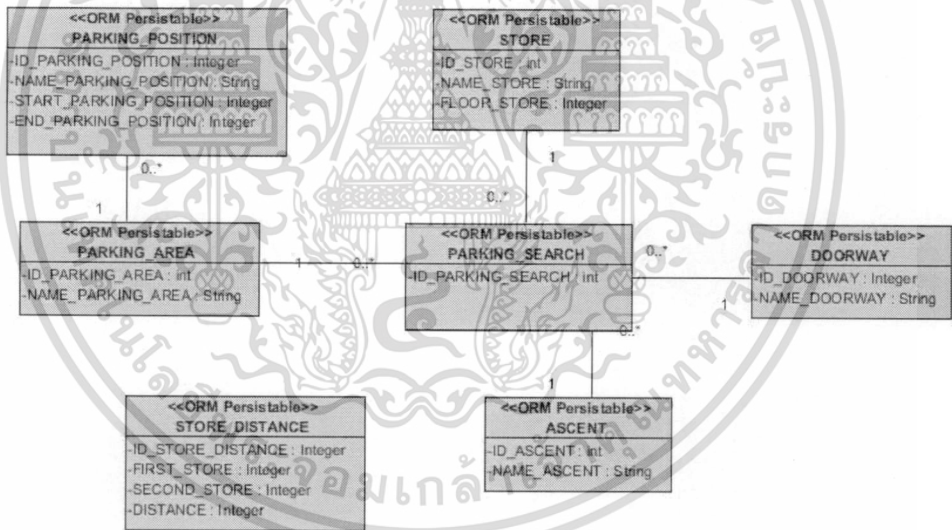 <<ORM Persistable>>
PARKING_POSITION
-ID_PARKING_POSITION : Integer
-NAME_PARKING_POSITION : String
-START_PARKING_POSITION : Integer
-END_PARKING_POSITION : Integer
<<ORM Persistable>>
STORE
-ID_STORE : int
-NAME_STORE : String
-FLOOR_STORE : Integer
0..*
1
1
0..*
<<ORM Persistable>>
PARKING_AREA
-ID_PARKING_AREA : int
-NAME_PARKING_AREA : String
1
0..*
<<ORM Persistable>>
PARKING_SEARCH
-ID_PARKING_SEARCH : int
0..*
1
<<ORM Persistable>>
DOORWAY
-ID_DOORWAY : Integer
-NAME_DOORWAY : String
0..*
1
<<ORM Persistable>>
STORE_DISTANCE
-ID_STORE_DISTANCE : Integer
-FIRST_STORE : Integer
-SECOND_STORE : Integer
-DISTANCE : Integer
<<ORM Persistable>>
ASCENT
-ID_ASCENT : int
-NAME_ASCENT : String